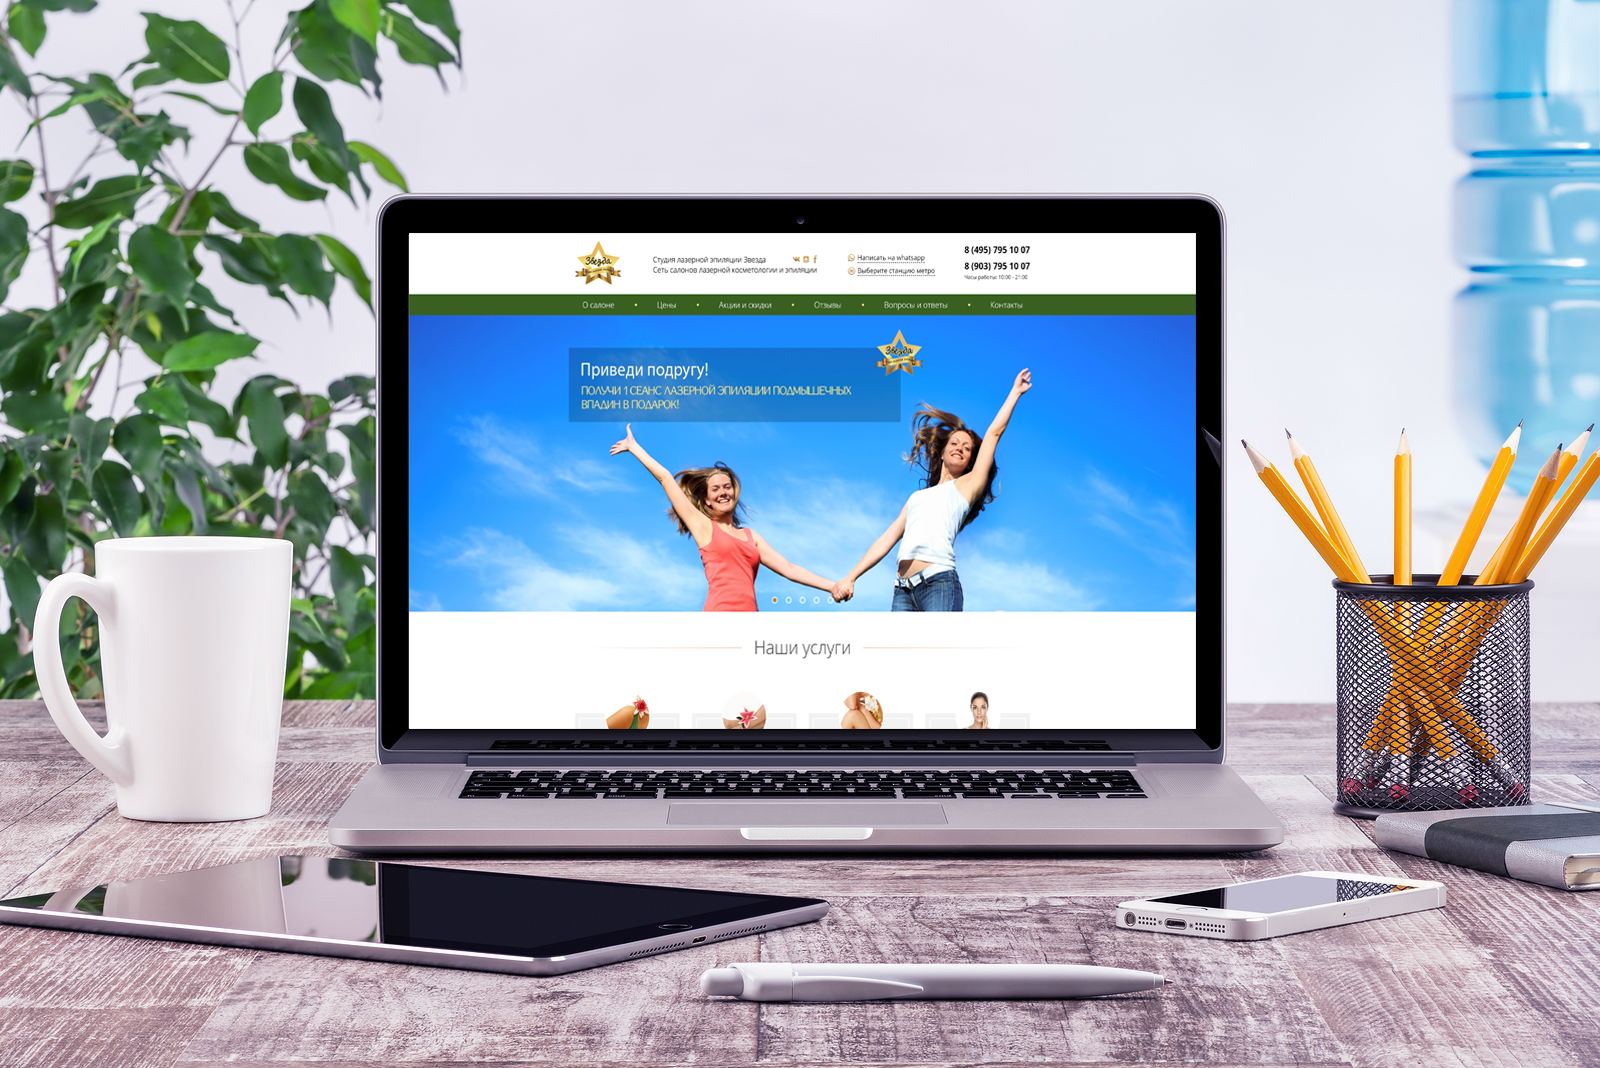 Звезда
Студия лазерной эпиляции Звезда
Сеть салонов лазерной косметологии и эпиляции
Написать на whatsapp
Выберите станцию метро
8 (495) 795 10 07
8 (903) 795 10 07
Часы работы: 10:00 - 21:00
О салоне • Цены • Акции и скидки • Отзывы • Вопросы и ответы • Контакты
Звезда
Приведи подругу!
ПОЛУЧИ 1 СЕАНС ЛАЗЕРНОЙ ЭПИЛЯЦИИ ПОДМЫШЕЧНЫХ
ВПАДИН В ПОДАРОК!
Наши услуги